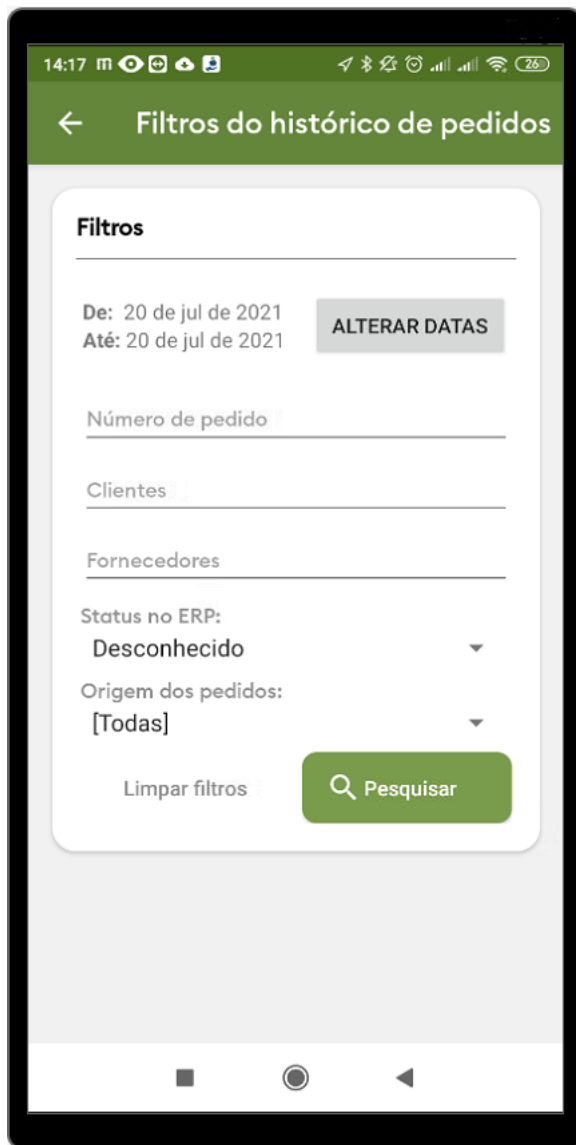 14:17
26
Filtros do histórico de pedidos
Filtros
De: 20 de jul de 2021
Até: 20 de jul de 2021
ALTERAR DATAS
Número de pedido
Clientes
Fornecedores
Status no ERP:
Desconhecido
Origem dos pedidos:
[Todas]
Limpar filtros
Pesquisar